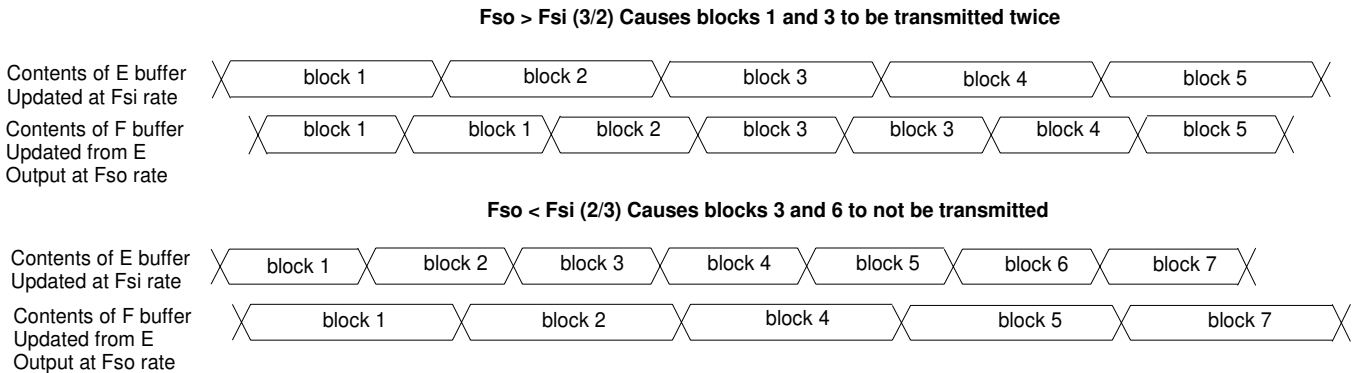 Fso > Fsi (3/2) Causes blocks 1 and 3 to be transmitted twice
Contents of E buffer
Updated at Fsi rate
block 1 block 2 block 3 block 4 block 5
Contents of F buffer
Updated from E
Output at Fso rate
block 1 block 1 block 2 block 3 block 3 block 4 block 5
Fso < Fsi (2/3) Causes blocks 3 and 6 to not be transmitted
Contents of E buffer
Updated at Fsi rate
block 1 block 2 block 3 block 4 block 5 block 6 block 7
Contents of F buffer
Updated from E
Output at Fso rate
block 1 block 2 block 4 block 5 block 7